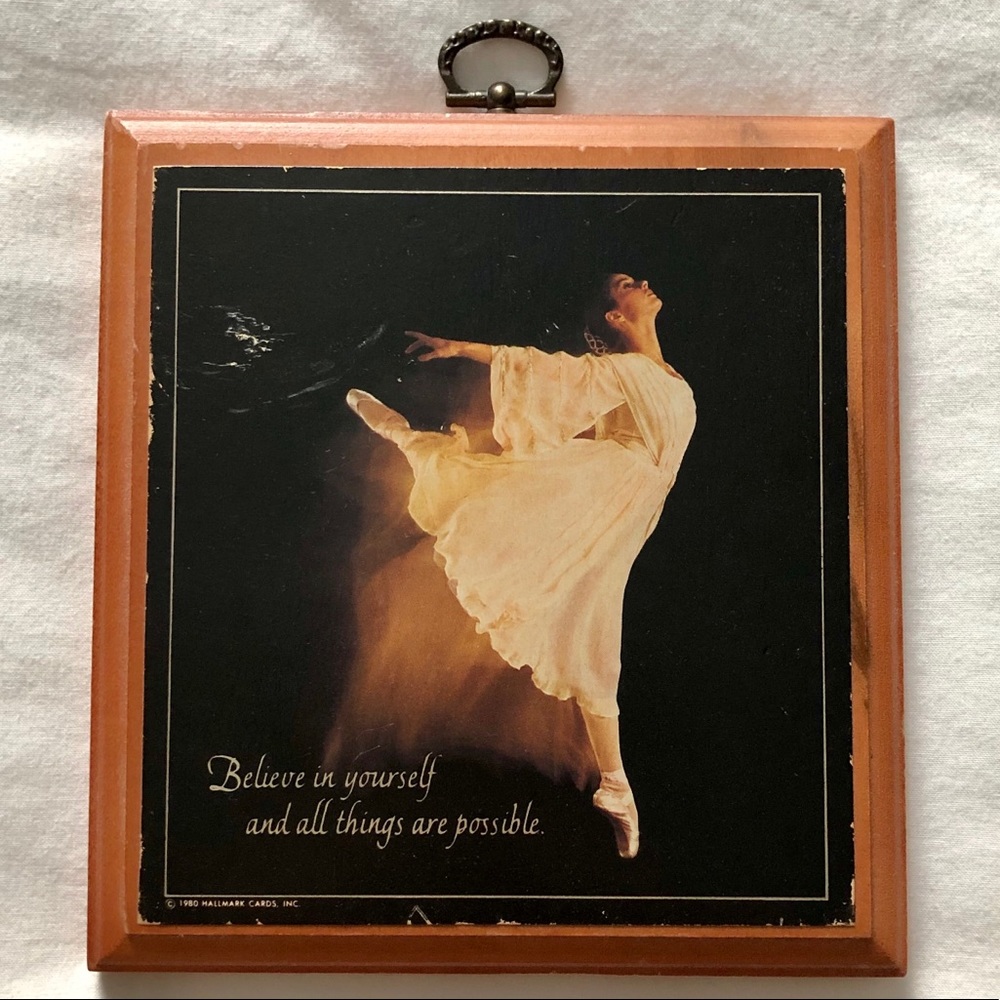 Believe in yourself
and all things are possible.
© 1980 HALLMARK CARDS, INC.